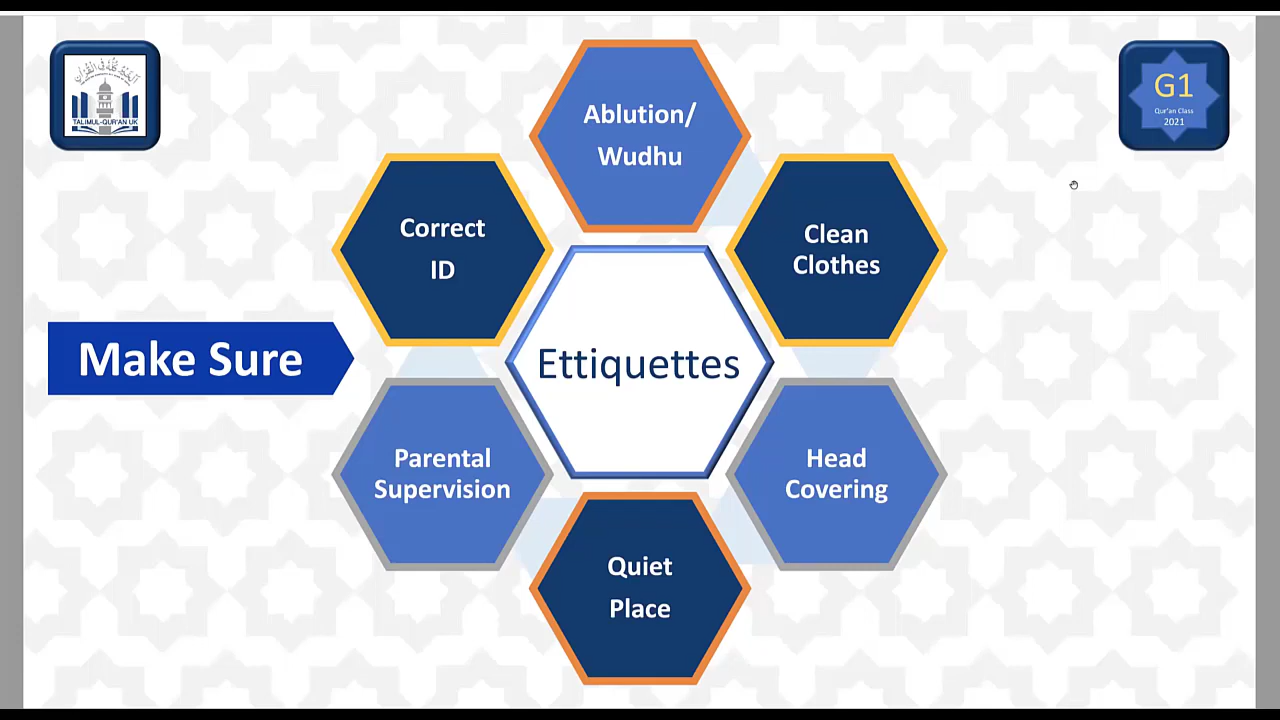 TALIMUL-QUR'AN UK
G1
Qur'an Class
2021
Ablution/
Wudhu
Correct
ID
Clean
Clothes
Make Sure
Ettiquettes
Parental
Supervision
Head
Covering
Quiet
Place